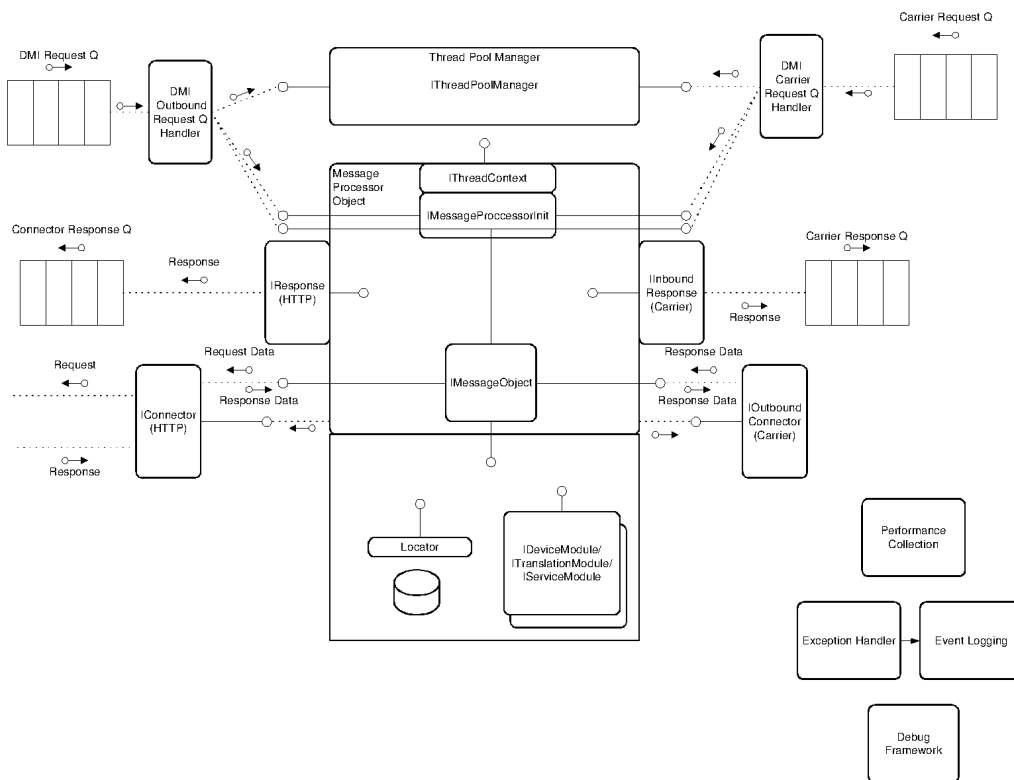 Carrier Request Q
DMI Request Q
Thread Pool Manager
IThreadPoolManager
DMI
Outbound
Request Q
Handler
DMI
Carrier
Request Q
Handler
Message
Processor
Object
IThreadContext
IMessageProccessorInit
Connector Response Q
Carrier Response Q
Response
IResponse
(HTTP)
IInbound
Response
(Carrier)
Response
Request Data
Response Data
Request
IMessageObject
Response Data
Response Data
IConnector
(HTTP)
IOutbound
Connector
(Carrier)
Response
Locator
IDeviceModule/
ITranslationModule/
IServiceModule
Performance
Collection
Exception Handler
Event Logging
Debug
Framework